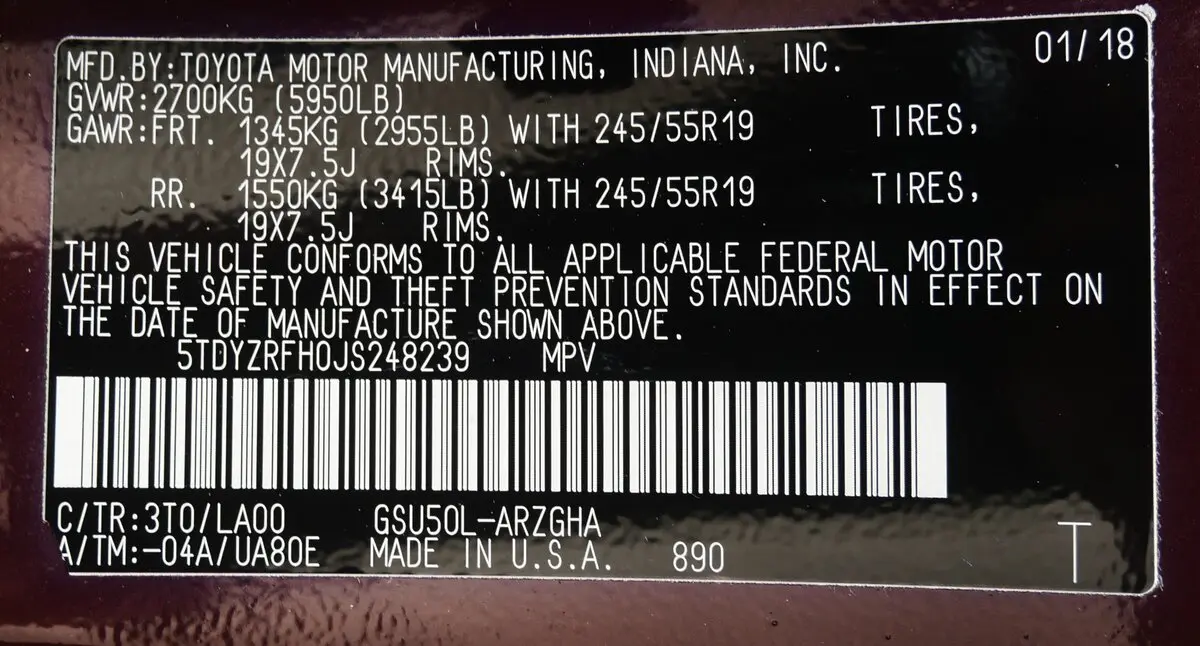 01/18
MFD.BY:TOYOTA MOTOR MANUFACTURING, INDIANA, INC.
GVWR:2700KG (5950LB)
GAWR:FRT. 1345KG (2955LB) WITH 245/55R19 TIRES,
19X7.5J RIMS.
RR. 1550KG (3415LB) WITH 245/55R19 TIRES,
19X7.5J RIMS.
THIS VEHICLE CONFORMS TO ALL APPLICABLE FEDERAL MOTOR
VEHICLE SAFETY AND THEFT PREVENTION STANDARDS IN EFFECT ON
THE DATE OF MANUFACTURE SHOWN ABOVE.
5TDYZRFH0JS248239 MPV
C/TR:3T0/LA00 GSU50L-ARZGHA
A/TM:-04A/UA80E MADE IN U.S.A. 890
T